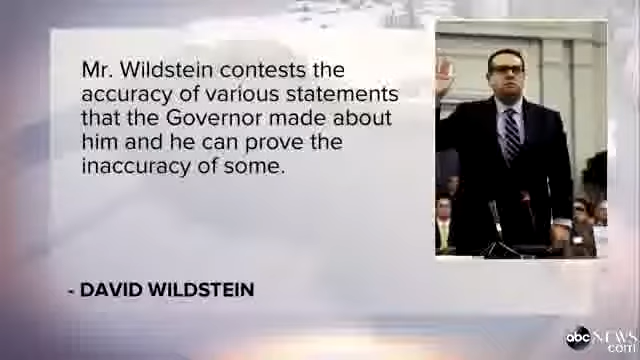 Mr. Wildstein contests the
accuracy of various statements
that the Governor made about
him and he can prove the
inaccuracy of some.
- DAVID WILDSTEIN
abc NEWS
.com